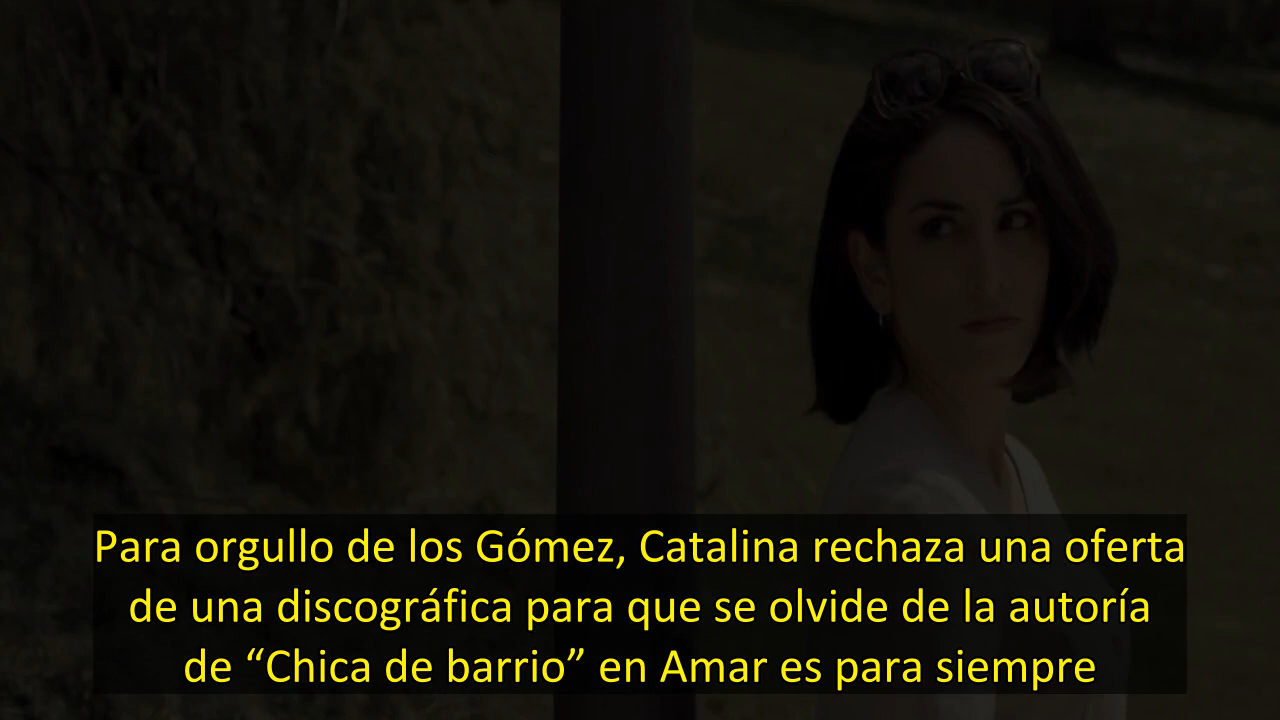 Para orgullo de los Gómez, Catalina rechaza una oferta
de una discográfica para que se olvide de la autoría
de “Chica de barrio” en Amar es para siempre